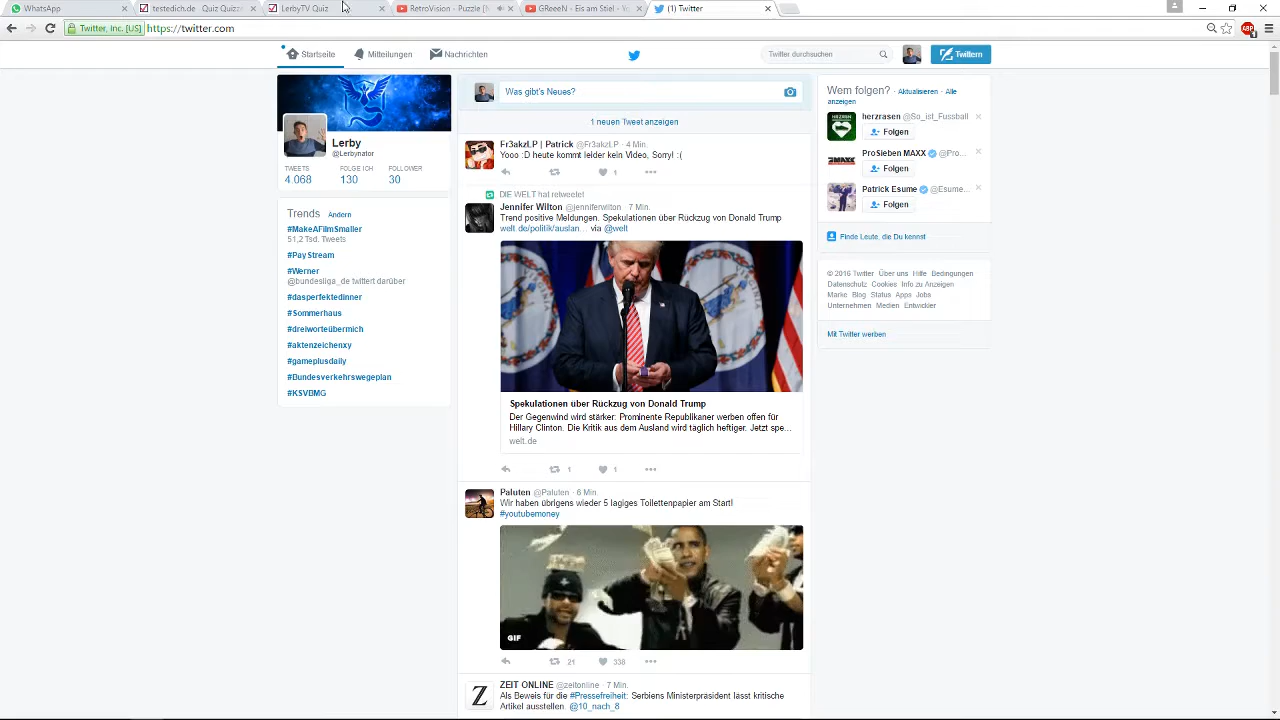 WhatsApp
testedich.de - Quiz Quizz
LerbyTV Quiz
RetroVision - Puzzle [N
GReeeN - Eis am Stiel -
(1) Twitter
Twitter, Inc. [US]
https://twitter.com
Startseite
Mitteilungen
Nachrichten
Twitter durchsuchen
Twittern
Lerby
@Lerbynator
TWEETS
FOLGE ICH
FOLLOWER
4.068
130
30
Trends · Ändern
#MakeAFilmSmaller
51,2 Tsd. Tweets
#PayStream
#Werner
@bundesliga_de twittert darüber
#dasperfektedinner
#Sommerhaus
#dreiworteübermich
#aktenzeichenxy
#gameplusdaily
#Bundesverkehrswegeplan
#KSVBMG
Was gibt's Neues?
1 neuen Tweet anzeigen
Fr3akzLP | Patrick @Fr3akzLP · 4 Min.
Yooo :D heute kommt leider kein Video, Sorry! :(
1
DIE WELT hat retweetet
Jennifer Wilton @jenniferwilton · 7 Min.
Trend positive Meldungen. Spekulationen über Rückzug von Donald Trump
welt.de/politik/auslan… via @welt
Spekulationen über Rückzug von Donald Trump
Der Gegenwind wird stärker: Prominente Republikaner werben offen für
Hillary Clinton. Die Kritik aus dem Ausland wird täglich heftiger. Jetzt spe...
welt.de
1
1
Paluten @Paluten · 6 Min.
Wir haben übrigens wieder 5 lagiges Toilettenpapier am Start!
#youtubemoney
GIF
21
338
ZEIT ONLINE @zeitonline · 7 Min.
Als Beweis für die #Pressefreiheit: Serbiens Ministerpräsident lässt kritische
Artikel ausstellen. @10_nach_8
Z
Wem folgen? · Aktualisieren · Alle
anzeigen
herzrasen @So_ist_Fussball
Folgen
ProSieben MAXX @Pro...
Folgen
Patrick Esume @Esume...
Folgen
Finde Leute, die Du kennst
© 2016 Twitter Über uns Hilfe Bedingungen
Datenschutz Cookies Info zu Anzeigen
Marke Blog Status Apps Jobs
Unternehmen Medien Entwickler
Mit Twitter werben